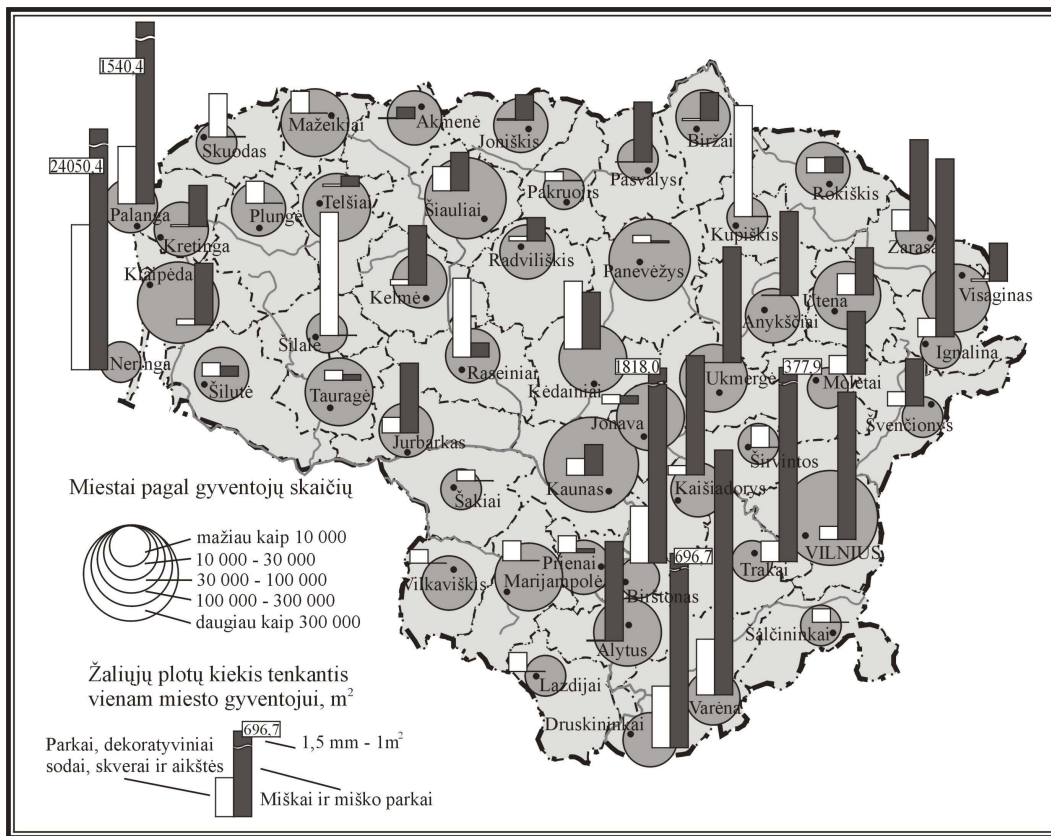 1540,4
24050,4
Skuodas
Mažeikiai
Akmenė
Joniškis
Biržai
Pasvalys
Pakruojis
Rokiškis
Palanga
Kretinga
Plungė
Telšiai
Šiauliai
Radviliškis
Panevėžys
Kupiškis
Zarasai
Klaipėda
Kelmė
Utena
Anykščiai
Visaginas
Neringa
Šilalė
Raseiniai
Kėdainiai
Ukmergė
Molėtai
Ignalina
Šilutė
Tauragė
Jurbarkas
Jonava
1818,0
377,9
Švenčionys
Širvintos
Kaunas
Kaišiadorys
Šakiai
VILNIUS
Trakai
Vilkaviškis
Marijampolė
Prienai
Birštonas
696,7
Alytus
Šalčininkai
Lazdijai
Varėna
Druskininkai
Miestai pagal gyventojų skaičių
mažiau kaip 10 000
10 000 - 30 000
30 000 - 100 000
100 000 - 300 000
daugiau kaip 300 000
Žaliųjų plotų kiekis tenkantis
vienam miesto gyventojui, m²
696,7
1,5 mm - 1m²
Parkai, dekoratyviniai
sodai, skverai ir aikštės
Miškai ir miško parkai